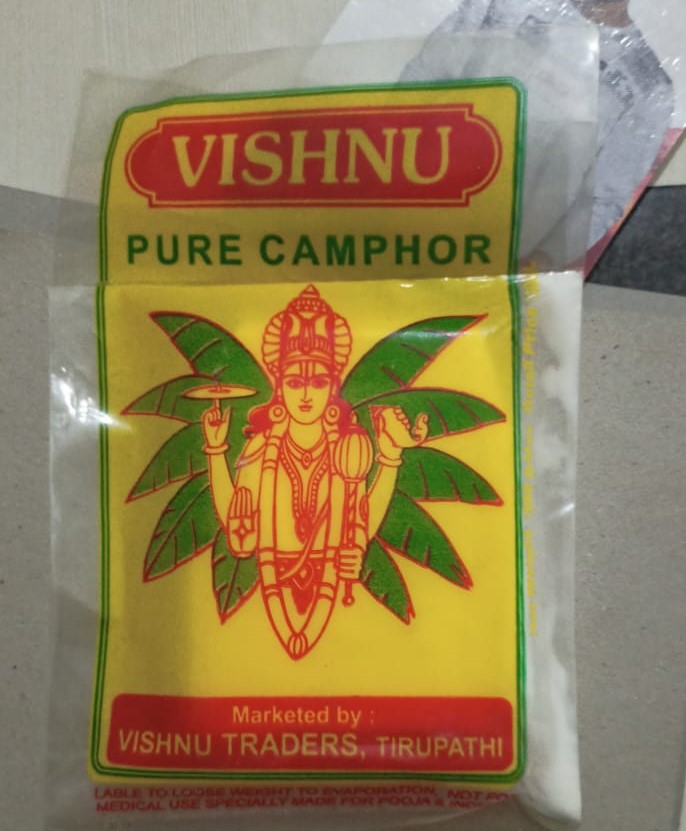 VISHNU
PURE CAMPHOR
Marketed by :
VISHNU TRADERS, TIRUPATHI
LABLE TO LOOSE WEIGHT TO EVAPORATION, NOT FO
MEDICAL USE SPECIALLY MADE FOR POOJA &